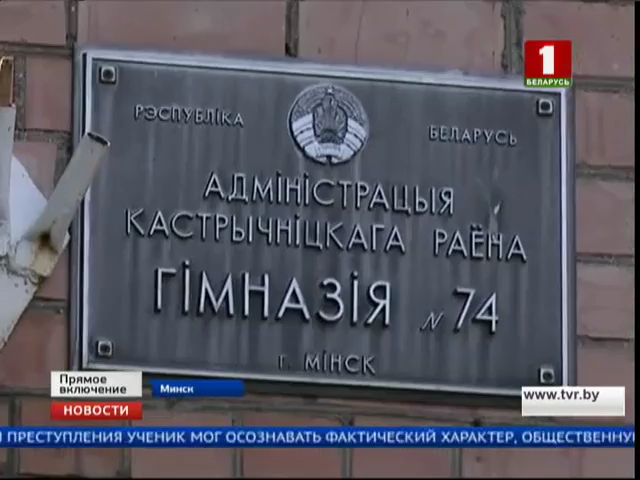 1
БЕЛАРУСЬ
РЭСПУБЛІКА БЕЛАРУСЬ
АДМІНІСТРАЦЫЯ
КАСТРЫЧНІЦКАГА РАЁНА
ГІМНАЗІЯ № 74
г. МІНСК
Прямое
включение
Минск
НОВОСТИ
www.tvr.by
ПРЕСТУПЛЕНИЯ УЧЕНИК МОГ ОСОЗНАВАТЬ ФАКТИЧЕСКИЙ ХАРАКТЕР, ОБЩЕСТВЕННУ